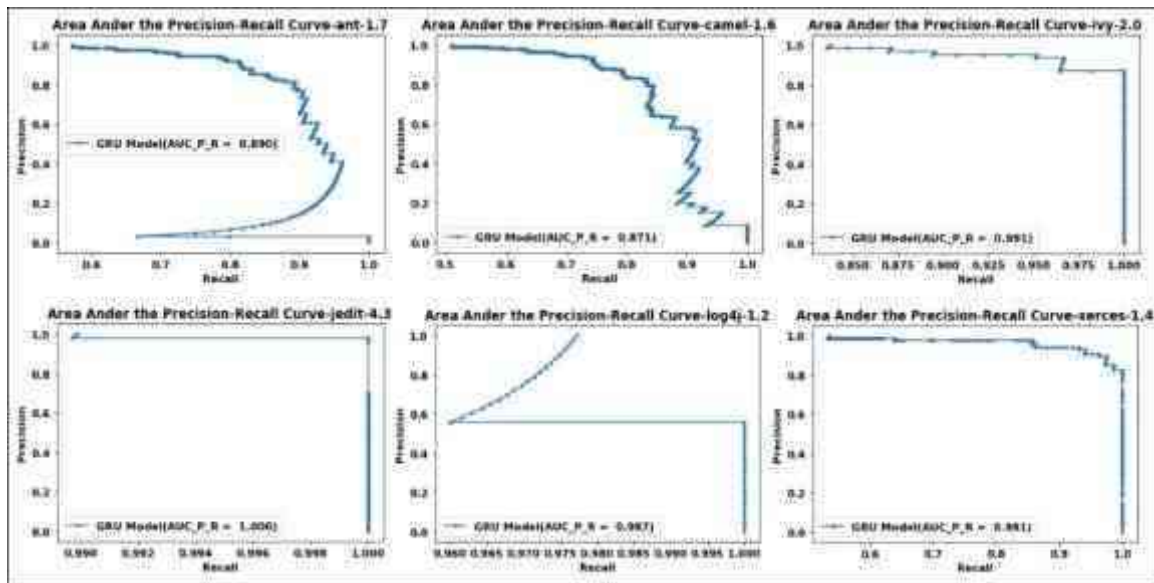 Area Ander the Precision-Recall Curve-ant-1.7
Precision
1.0
0.8
0.6
0.4
0.2
0.0
GRU Model(AUC_P_R = 0.890)
0.6 0.7 0.8 0.9 1.0
Recall
Area Ander the Precision-Recall Curve-camel-1.6
Precision
1.0
0.8
0.6
0.4
0.2
0.0
GRU Model(AUC_P_R = 0.871)
0.5 0.6 0.7 0.8 0.9 1.0
Recall
Area Ander the Precision-Recall Curve-ivy-2.0
Precision
1.0
0.8
0.6
0.4
0.2
0.0
GRU Model(AUC_P_R = 0.991)
0.850 0.875 0.900 0.925 0.950 0.975 1.000
Recall
Area Ander the Precision-Recall Curve-jedit-4.3
Precision
1.0
0.8
0.6
0.4
0.2
0.0
GRU Model(AUC_P_R = 1.000)
0.990 0.992 0.994 0.996 0.998 1.000
Recall
Area Ander the Precision-Recall Curve-log4j-1.2
Precision
1.0
0.8
0.6
0.4
0.2
0.0
GRU Model(AUC_P_R = 0.987)
0.960 0.965 0.970 0.975 0.980 0.985 0.990 0.995 1.000
Recall
Area Ander the Precision-Recall Curve-xerces-1.4
Precision
1.0
0.8
0.6
0.4
0.2
0.0
GRU Model(AUC_P_R = 0.991)
0.6 0.7 0.8 0.9 1.0
Recall